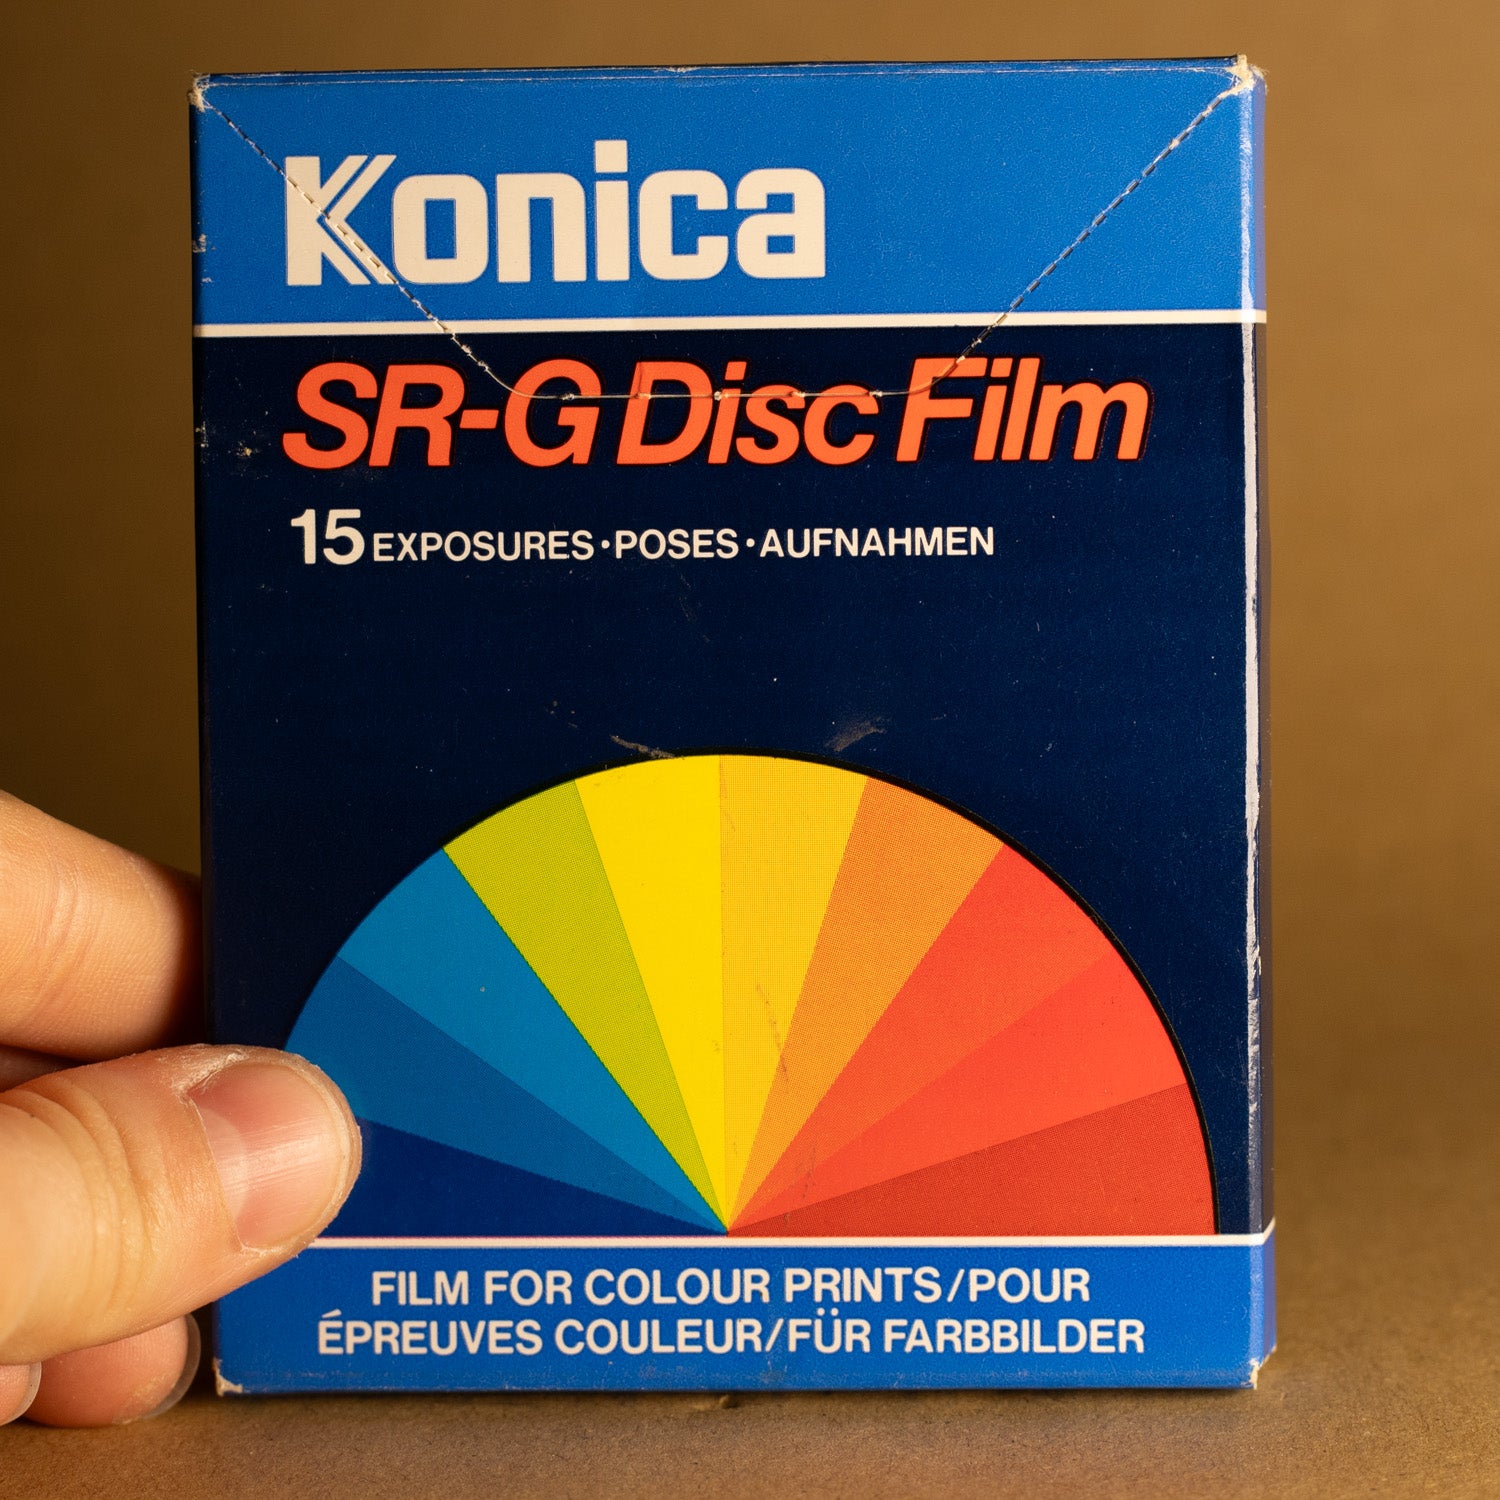 Konica
SR-G Disc Film
15 EXPOSURES·POSES·AUFNAHMEN
FILM FOR COLOUR PRINTS/POUR
ÉPREUVES COULEUR/FÜR FARBBILDER